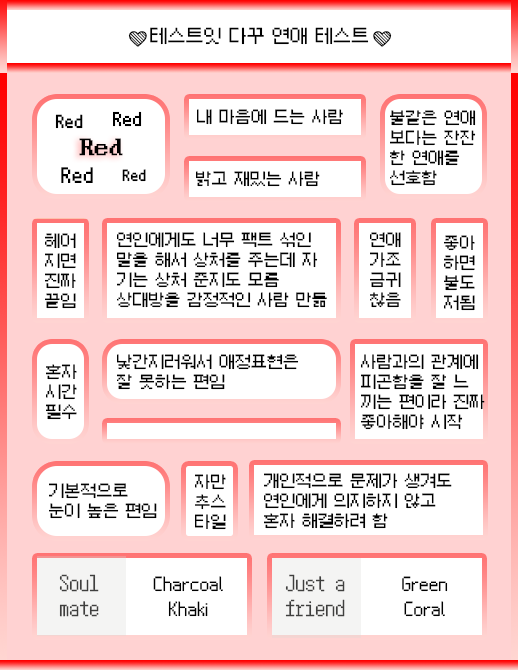 테스트잇 다꾸 연애 테스트
Red Red
Red
Red Red
내 마음에 드는 사람
밝고 재밌는 사람
불같은 연애
보다는 잔잔
한 연애를
선호함
헤어
지면
진짜
끝임
연인에게도 너무 팩트 섞인
말을 해서 상처를 주는데 자
기는 상처 준지도 모름
상대방을 감정적인 사람 만듦
연애
가조
금귀
찮음
좋아
하면
불도
저됨
혼자
시간
필수
낯간지러워서 애정표현은
잘 못하는 편임
사람과의 관계에
피곤함을 잘 느
끼는 편이라 진짜
좋아해야 시작
기본적으로
눈이 높은 편임
자만
추스
타일
개인적으로 문제가 생겨도
연인에게 의지하지 않고
혼자 해결하려 함
Soul
mate
Charcoal
Khaki
Just a
friend
Green
Coral